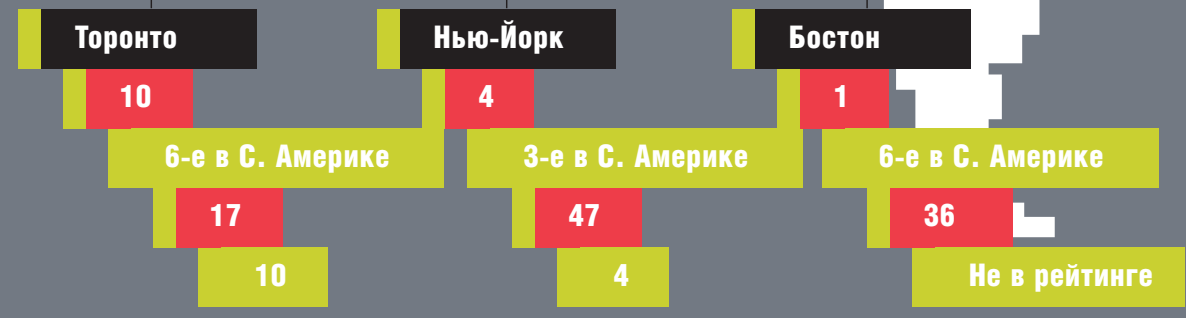 Торонто
10
6-е в С. Америке
17
10
Нью-Йорк
4
3-е в С. Америке
47
4
Бостон
1
6-е в С. Америке
36
Не в рейтинге